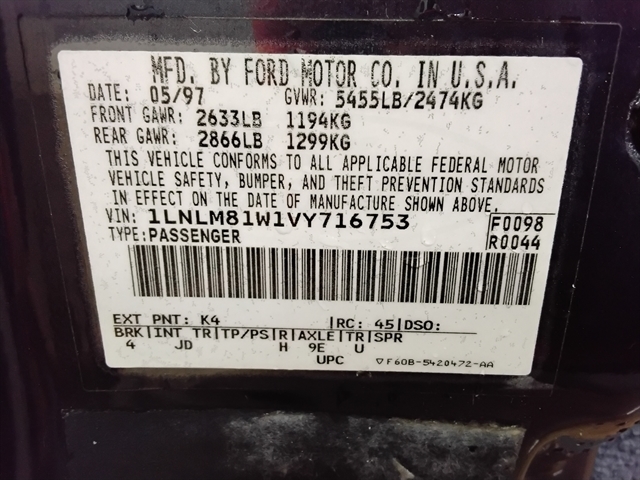 MFD. BY FORD MOTOR CO. IN U.S.A.
DATE: 05/97 GVWR: 5455LB/2474KG
FRONT GAWR: 2633LB 1194KG
REAR GAWR: 2866LB 1299KG
THIS VEHICLE CONFORMS TO ALL APPLICABLE FEDERAL MOTOR
VEHICLE SAFETY, BUMPER, AND THEFT PREVENTION STANDARDS
IN EFFECT ON THE DATE OF MANUFACTURE SHOWN ABOVE.
VIN: 1LNLM81W1VY716753 F0098
TYPE: PASSENGER R0044
EXT PNT: K4 |RC: 45|DSO:
BRK|INT TR|TP/PS|R|AXLE|TR|SPR
4 JD H 9E U
UPC ▽F60B-5420472-AA